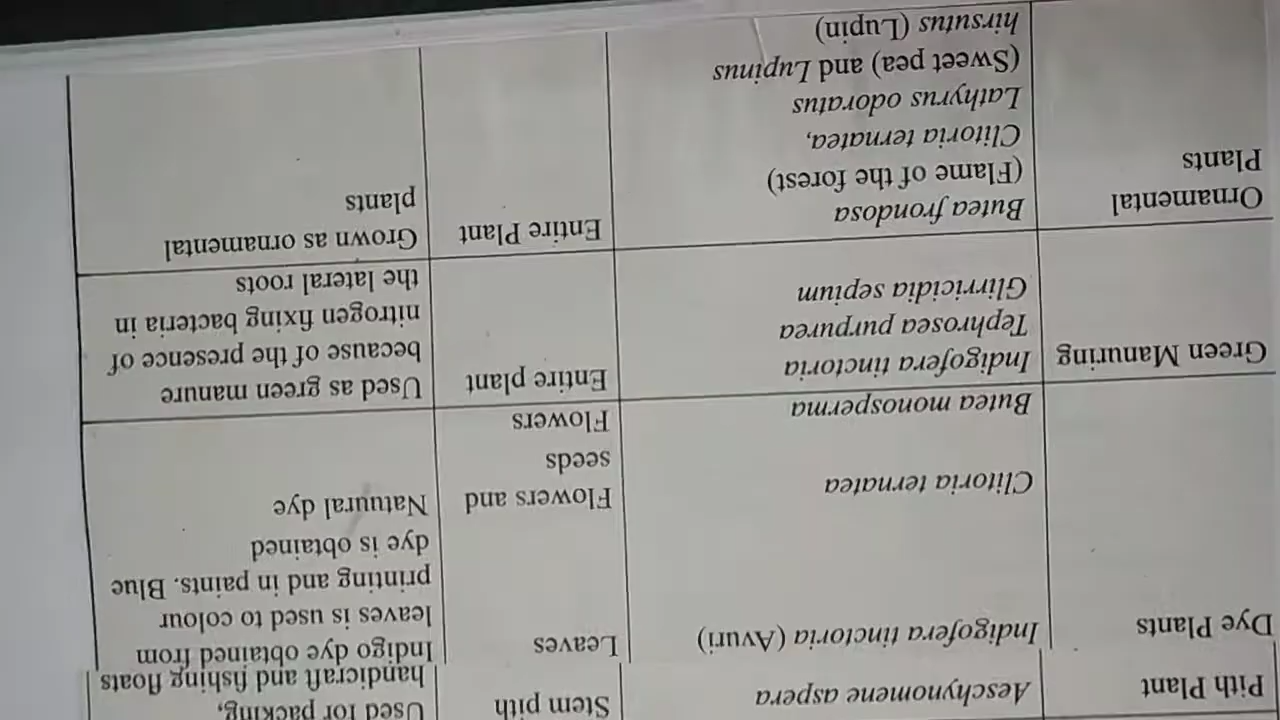 Pith Plant
Aeschynomene aspera
Stem pith
Used for packing,
handicraft and fishing floats
Dye Plants
Indigofera tinctoria (Avuri)
Clitoria ternatea
Butea monosperma
Leaves
Flowers and
seeds
Flowers
Indigo dye obtained from
leaves is used to colour
printing and in paints. Blue
dye is obtained
Natuural dye
Green Manuring
Indigofera tinctoria
Tephrosea purpurea
Glirricidia sepium
Entire plant
Used as green manure
because of the presence of
nitrogen fixing bacteria in
the lateral roots
Ornamental
Plants
Butea frondosa
(Flame of the forest)
Clitoria ternatea,
Lathyrus odoratus
(Sweet pea) and Lupinus
hirsutus (Lupin)
Entire Plant
Grown as ornamental
plants